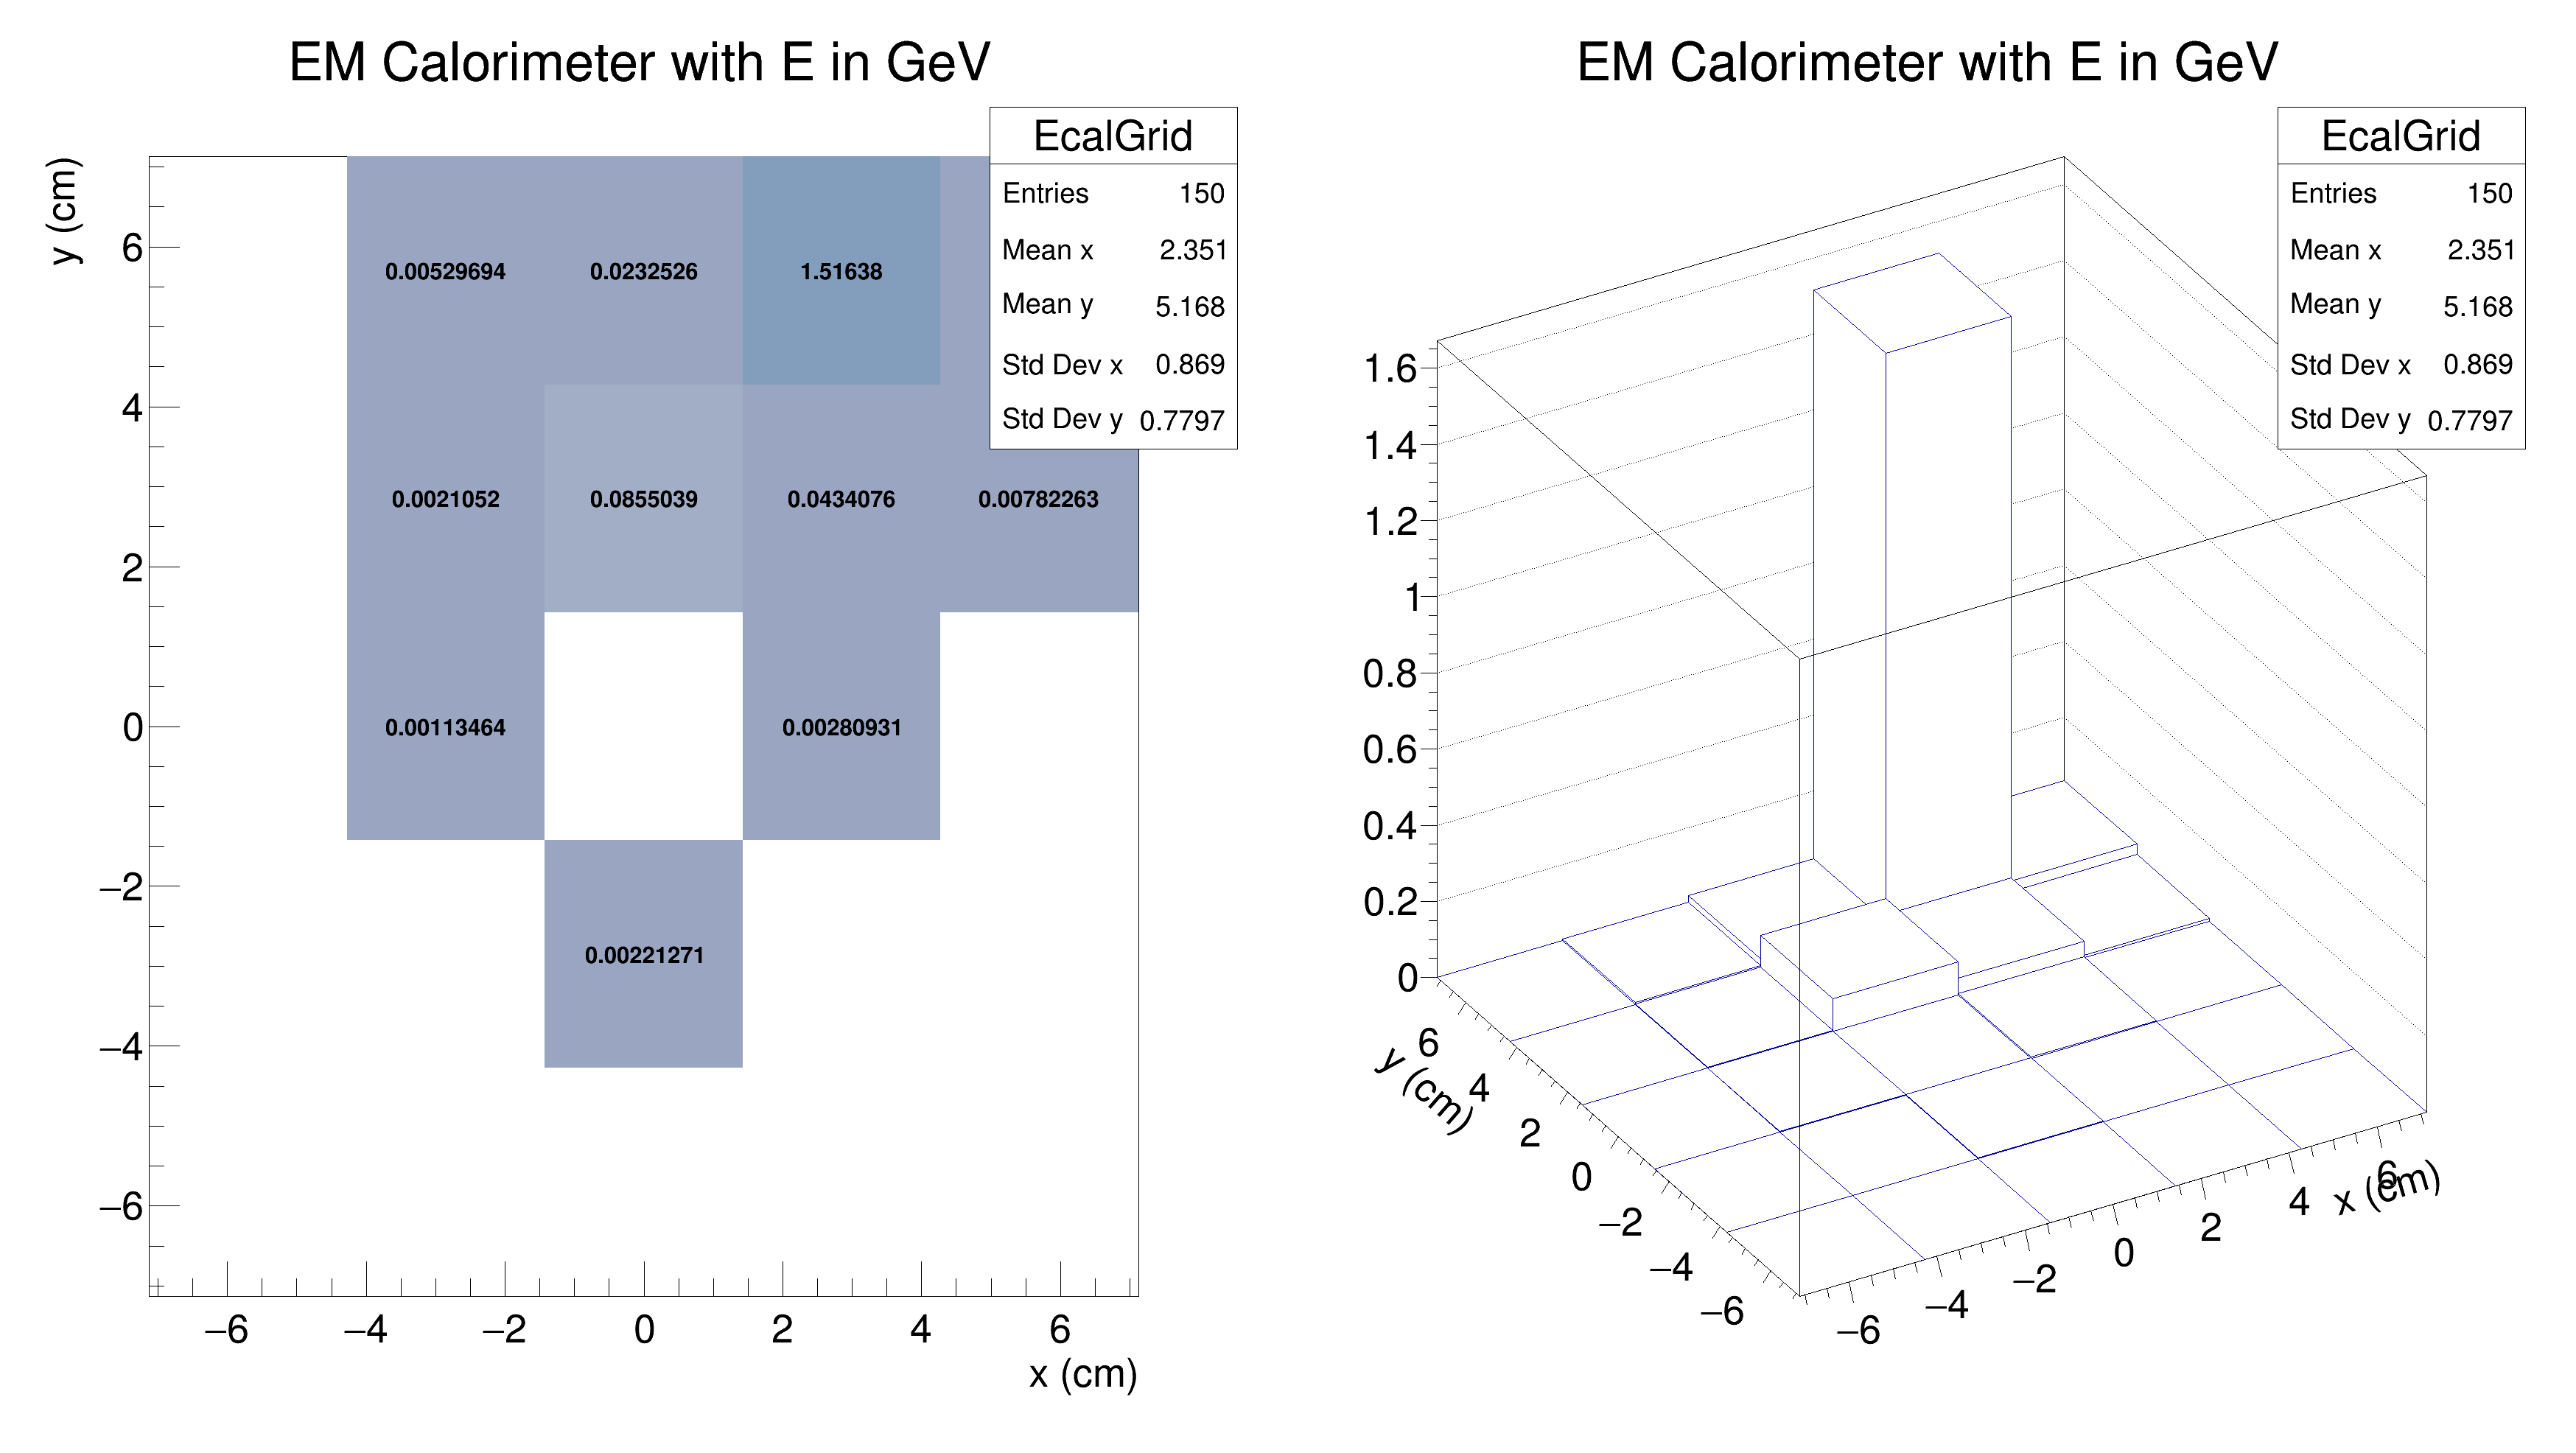 EM Calorimeter with E in GeV
EcalGrid
Entries 150
Mean x 2.351
Mean y 5.168
Std Dev x 0.869
Std Dev y 0.7797
y (cm)
6
4
2
0
−2
−4
−6
0.00529694 0.0232526 1.51638
0.0021052 0.0855039 0.0434076 0.00782263
0.00113464 0.00280931
0.00221271
−6 −4 −2 0 2 4 6
x (cm)
EM Calorimeter with E in GeV
EcalGrid
Entries 150
Mean x 2.351
Mean y 5.168
Std Dev x 0.869
Std Dev y 0.7797
1.6
1.4
1.2
1
0.8
0.6
0.4
0.2
0
6
4
2
0
−2
−4
−6
y (cm)
−6
−4
−2
0
2
4
6
x (cm)